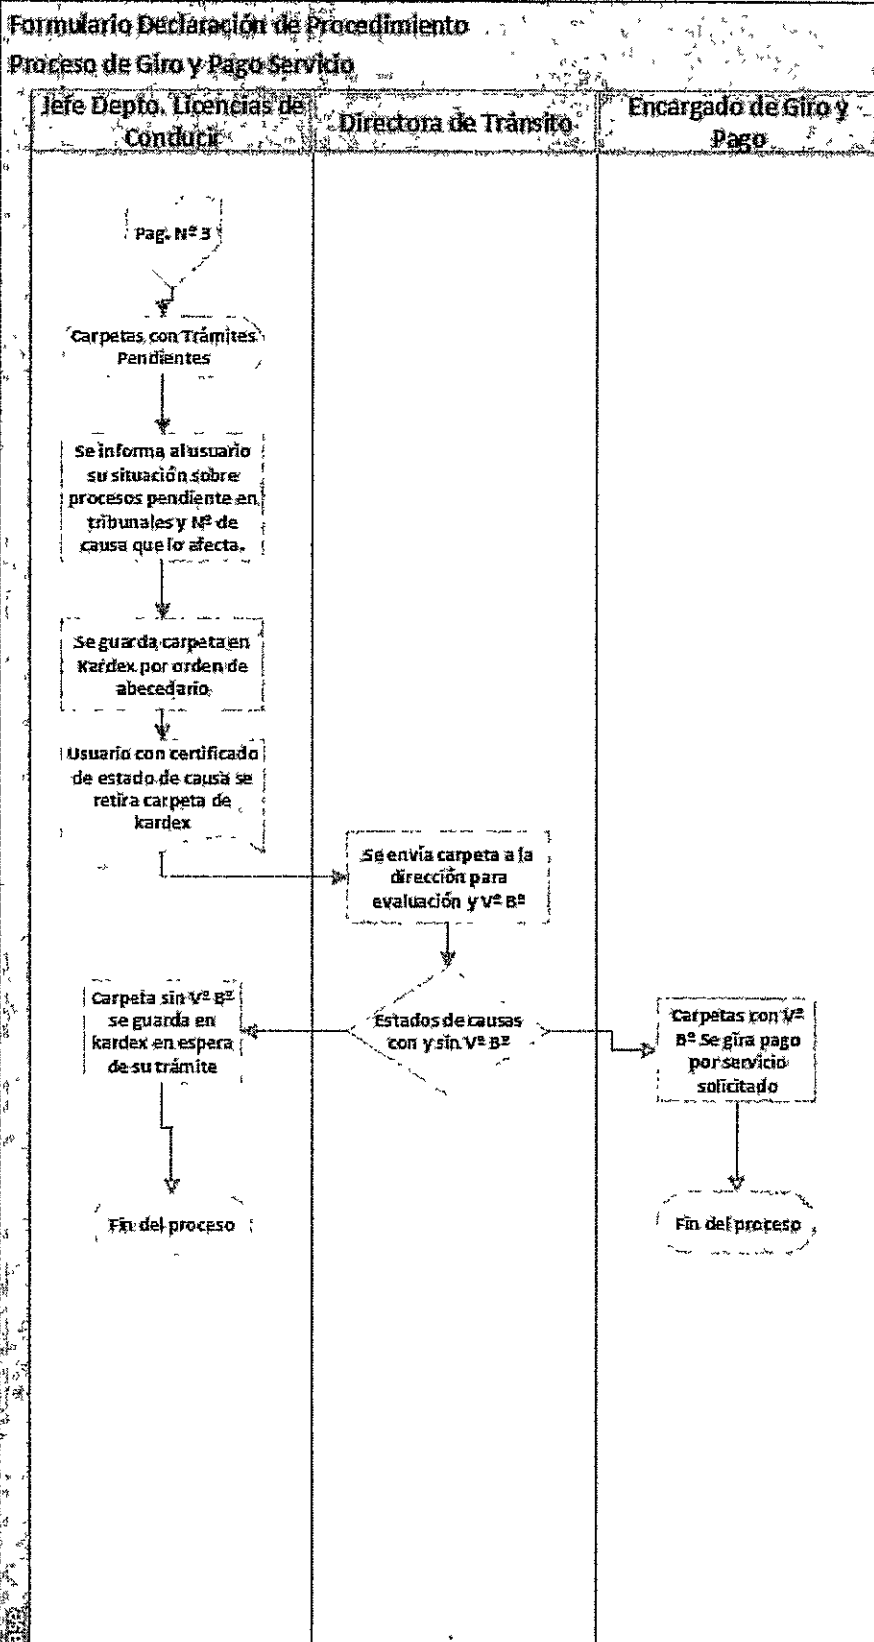 Formulario Declaración de Procedimiento
Proceso de Giro y Pago Servicio
Jefe Depto. Licencias de
Conducir
Directora de Tránsito
Encargado de Giro y
Pago
Pag. Nº 3
Carpetas con Trámites
Pendientes
Se informa al usuario
su situación sobre
procesos pendiente en
tribunales y Nº de
causa que lo afecta.
Se guarda carpeta en
Kardex por orden de
abecedario
Usuario con certificado
de estado de causa se
retira carpeta de
kardex
Se envía carpeta a la
dirección para
evaluación y Vº Bº
Estados de causas
con y sin Vº Bº
Carpeta sin Vº Bº
se guarda en
kardex en espera
de su trámite
Carpetas con Vº
Bº Se gira pago
por servicio
solicitado
Fin del proceso
Fin del proceso